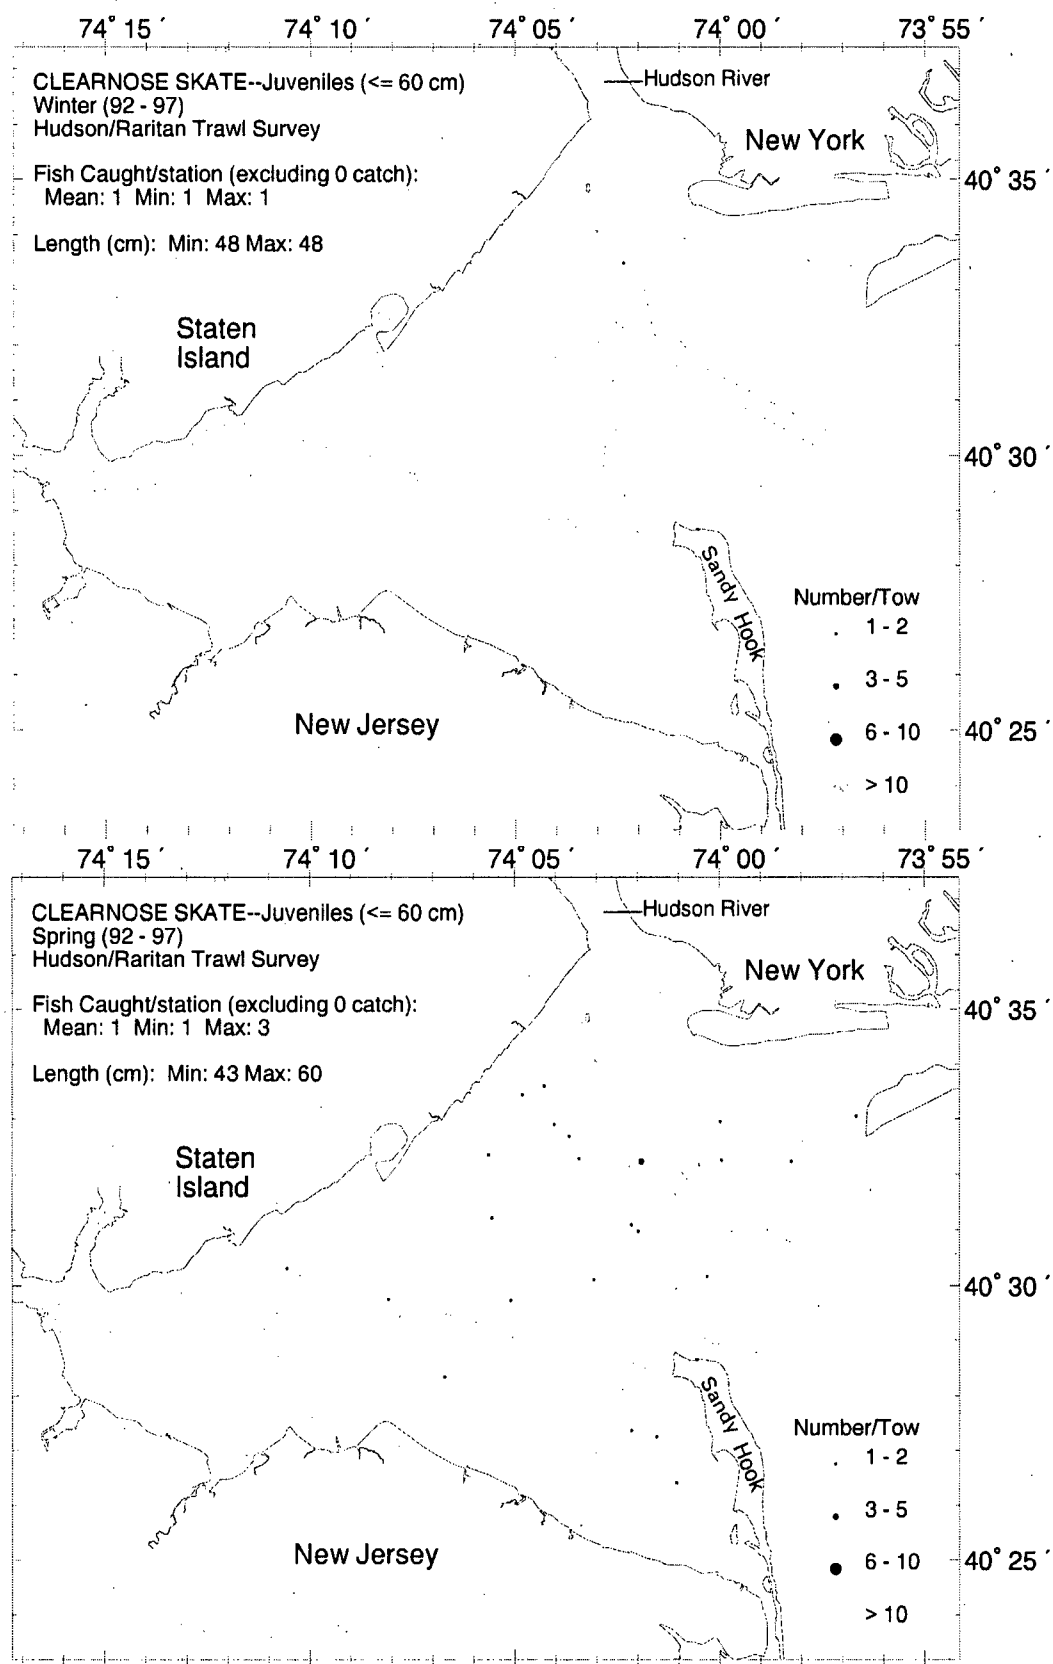 74° 15 ′ 74° 10 ′ 74° 05 ′ 74° 00 ′ 73° 55 ′
CLEARNOSE SKATE--Juveniles (<= 60 cm)
Winter (92 - 97)
Hudson/Raritan Trawl Survey
Fish Caught/station (excluding 0 catch):
Mean: 1 Min: 1 Max: 1
Length (cm): Min: 48 Max: 48
Hudson River
New York
40° 35 ′
Staten
Island
40° 30 ′
Sandy Hook
Number/Tow
1 - 2
3 - 5
6 - 10
> 10
New Jersey
40° 25 ′
74° 15 ′ 74° 10 ′ 74° 05 ′ 74° 00 ′ 73° 55 ′
CLEARNOSE SKATE--Juveniles (<= 60 cm)
Spring (92 - 97)
Hudson/Raritan Trawl Survey
Fish Caught/station (excluding 0 catch):
Mean: 1 Min: 1 Max: 3
Length (cm): Min: 43 Max: 60
Hudson River
New York
40° 35 ′
Staten
Island
40° 30 ′
Sandy Hook
Number/Tow
1 - 2
3 - 5
6 - 10
> 10
New Jersey
40° 25 ′